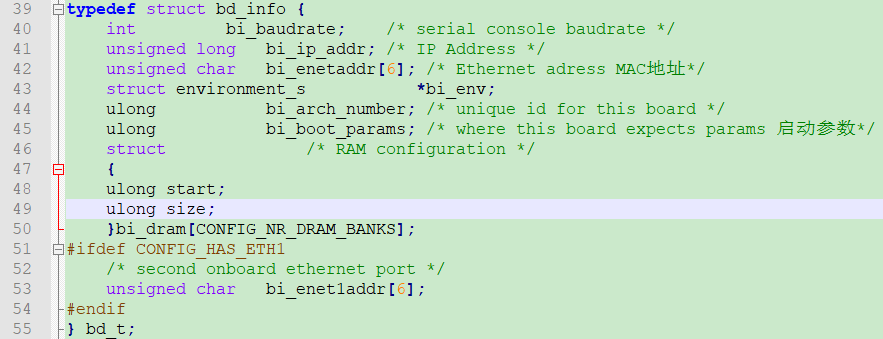 39 typedef struct bd_info {
40 int bi_baudrate; /* serial console baudrate */
41 unsigned long bi_ip_addr; /* IP Address */
42 unsigned char bi_enetaddr[6]; /* Ethernet adress MAC地址*/
43 struct environment_s *bi_env;
44 ulong bi_arch_number; /* unique id for this board */
45 ulong bi_boot_params; /* where this board expects params 启动参数*/
46 struct /* RAM configuration */
47 {
48 ulong start;
49 ulong size;
50 }bi_dram[CONFIG_NR_DRAM_BANKS];
51 #ifdef CONFIG_HAS_ETH1
52 /* second onboard ethernet port */
53 unsigned char bi_enet1addr[6];
54 #endif
55 } bd_t;